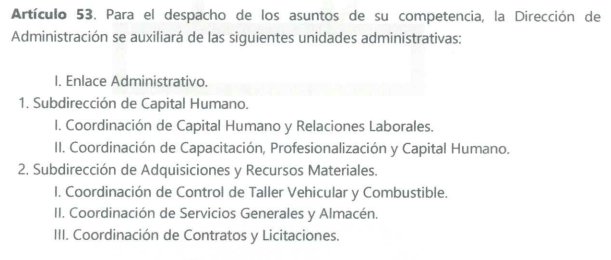 Artículo 53. Para el despacho de los asuntos de su competencia, la Dirección de
Administración se auxiliará de las siguientes unidades administrativas:
I. Enlace Administrativo.
1. Subdirección de Capital Humano.
I. Coordinación de Capital Humano y Relaciones Laborales.
II. Coordinación de Capacitación, Profesionalización y Capital Humano.
2. Subdirección de Adquisiciones y Recursos Materiales.
I. Coordinación de Control de Taller Vehicular y Combustible.
II. Coordinación de Servicios Generales y Almacén.
III. Coordinación de Contratos y Licitaciones.